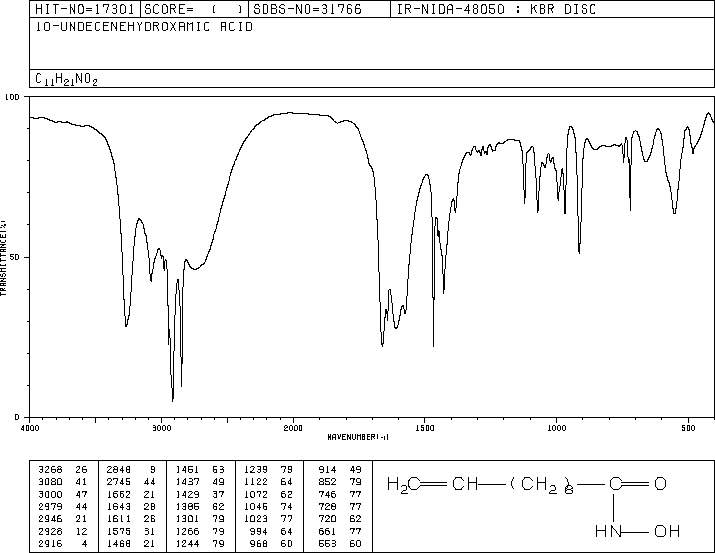 HIT-NO=17301 SCORE= ( ) SDBS-NO=31766 IR-NIDA-48050 : KBR DISC
10-UNDECENEHYDROXAMIC ACID
C11H21NO2
100
50
0
TRANSMITTANCE(%)
4000 3000 2000 1500 1000 500
WAVENUMBER(-1)
3268 26 2848 9 1461 53 1239 79 914 49
3080 41 2745 44 1437 49 1122 64 852 79
3000 47 1662 21 1429 37 1072 62 746 77
2979 44 1643 28 1385 62 1045 74 728 77
2946 21 1611 26 1301 79 1023 77 720 62
2928 12 1575 31 1266 79 994 64 661 77
2916 4 1468 21 1244 79 968 60 553 60
H2C CH (CH2)8 C O
HN OH